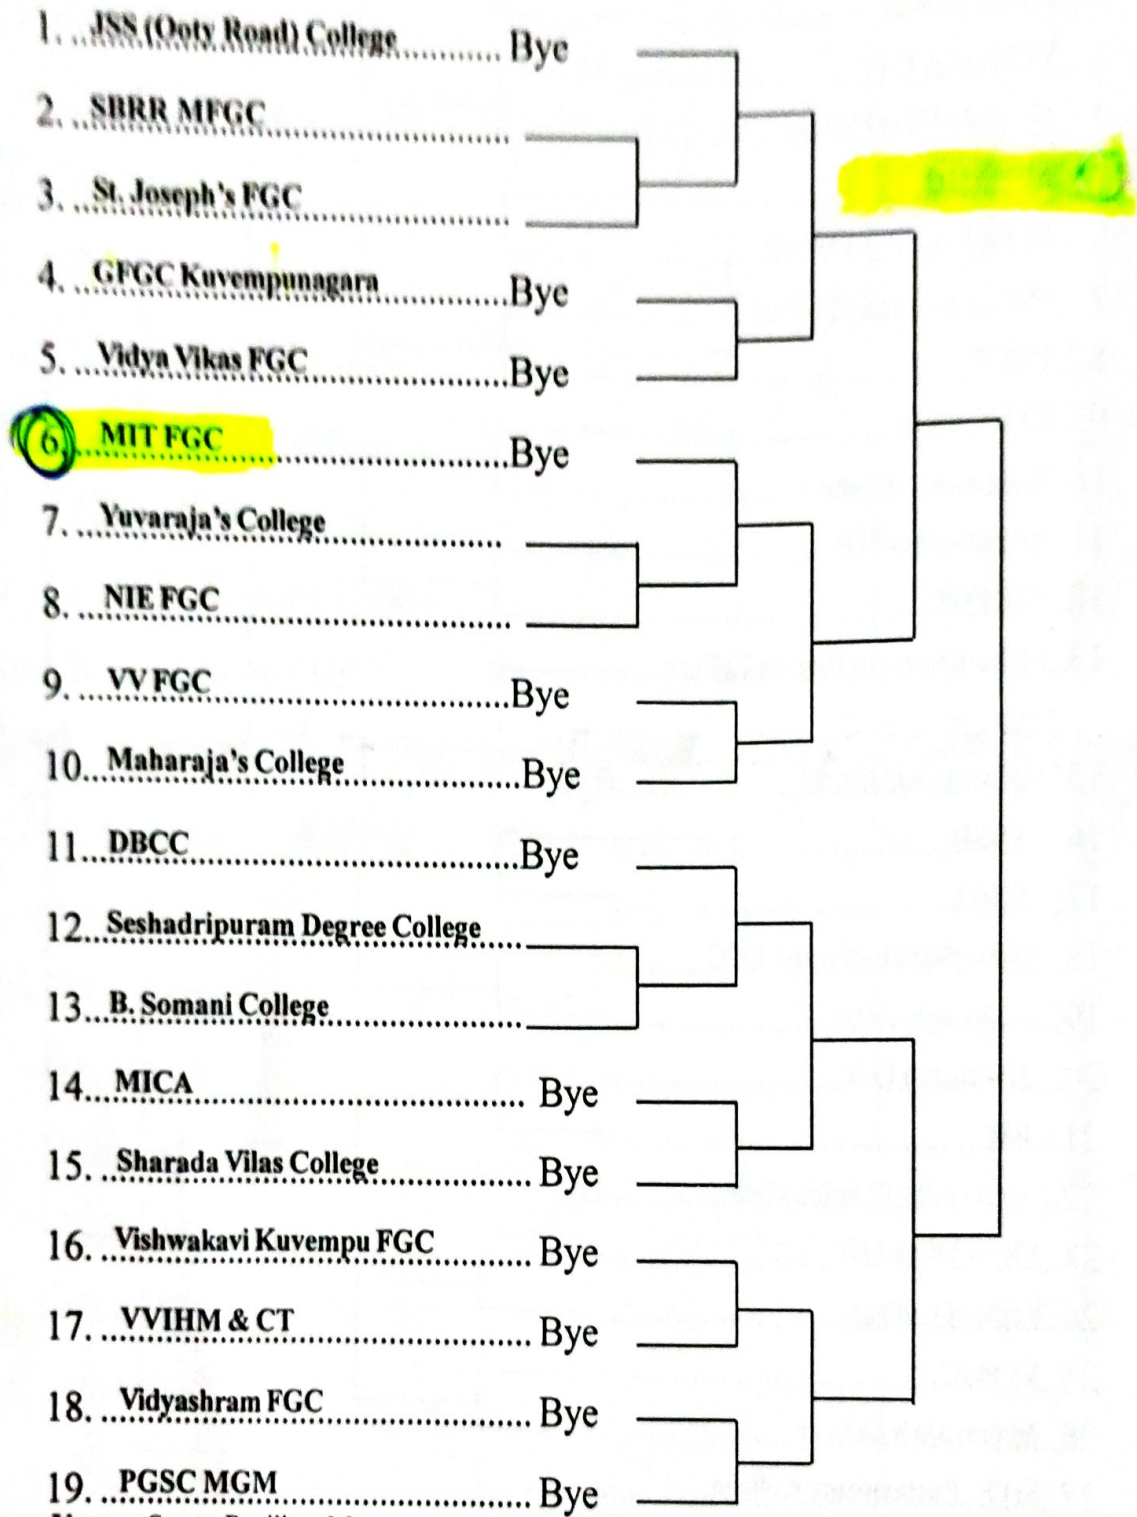 1. JSS (Ooty Road) College Bye
2. SBRR MFGC
3. St. Joseph's FGC
4. GFGC Kuvempunagara Bye
5. Vidya Vikas FGC Bye
6. MIT FGC Bye
7. Yuvaraja's College
8. NIE FGC
9. VV FGC Bye
10. Maharaja's College Bye
11. DBCC Bye
12. Seshadripuram Degree College
13. B. Somani College
14. MICA Bye
15. Sharada Vilas College Bye
16. Vishwakavi Kuvempu FGC Bye
17. VVIHM & CT Bye
18. Vidyashram FGC Bye
19. PGSC MGM Bye